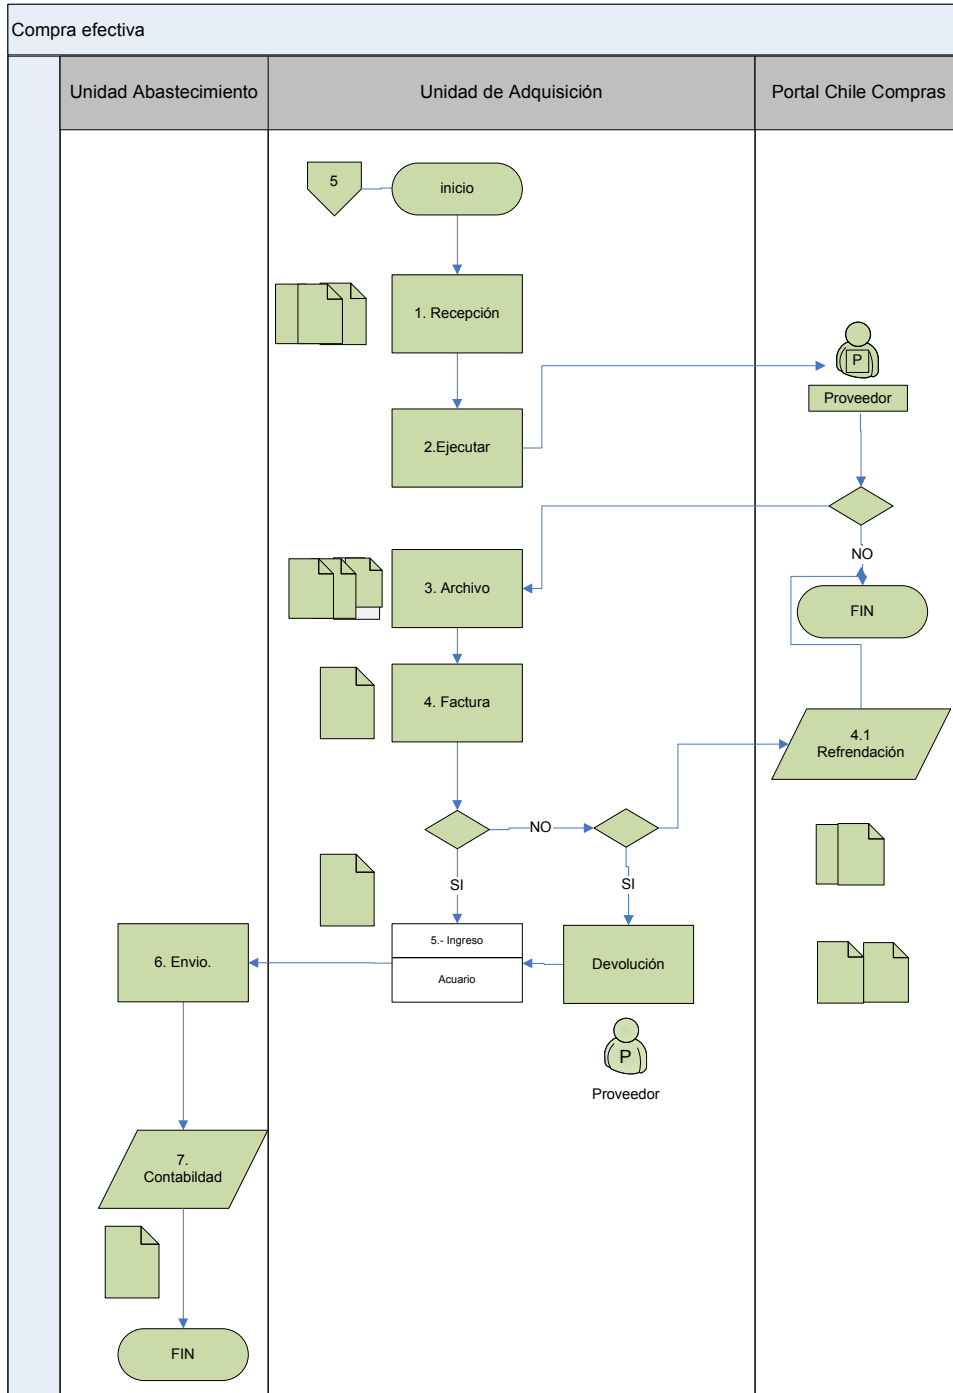 Compra efectiva
Unidad Abastecimiento
Unidad de Adquisición
Portal Chile Compras
5
inicio
1. Recepción
P
Proveedor
2.Ejecutar
NO
3. Archivo
FIN
4. Factura
4.1
Refrendación
NO
SI
SI
5.- Ingreso
6. Envio.
Devolución
Acuario
P
Proveedor
7.
Contabildad
FIN